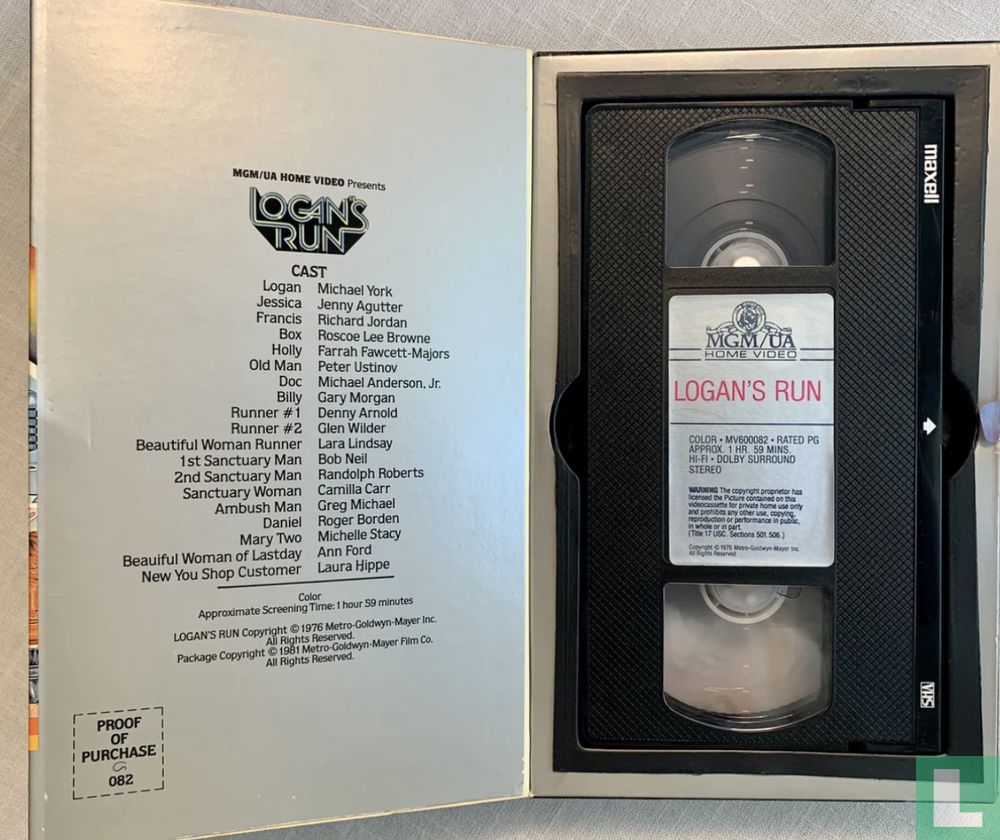 MGM/UA HOME VIDEO Presents
LOGAN'S
RUN
CAST
Logan Michael York
Jessica Jenny Agutter
Francis Richard Jordan
Box Roscoe Lee Browne
Holly Farrah Fawcett-Majors
Old Man Peter Ustinov
Doc Michael Anderson, Jr.
Billy Gary Morgan
Runner #1 Denny Arnold
Runner #2 Glen Wilder
Beautiful Woman Runner Lara Lindsay
1st Sanctuary Man Bob Neil
2nd Sanctuary Man Randolph Roberts
Sanctuary Woman Camilla Carr
Ambush Man Greg Michael
Daniel Roger Borden
Mary Two Michelle Stacy
Beauiful Woman of Lastday Ann Ford
New You Shop Customer Laura Hippe
Color
Approximate Screening Time: 1 hour 59 minutes
LOGAN'S RUN Copyright © 1976 Metro-Goldwyn-Mayer Inc.
All Rights Reserved.
Package Copyright © 1981 Metro-Goldwyn-Mayer Film Co.
All Rights Reserved.
PROOF
OF
PURCHASE
082
maxell
MGM/UA
HOME VIDEO
LOGAN'S RUN
COLOR • MV600082 • RATED PG
APPROX. 1 HR. 59 MINS.
HI-FI • DOLBY SURROUND
STEREO
WARNING The copyright proprietor has
licensed the Picture contained on this
videocassette for private home use only
and prohibits any other use, copying,
reproduction or performance in public,
in whole or in part.
(Title 17 USC. Sections 501.506.)
Copyright © 1976 Metro-Goldwyn-Mayer Inc.
All Rights Reserved
VHS
L